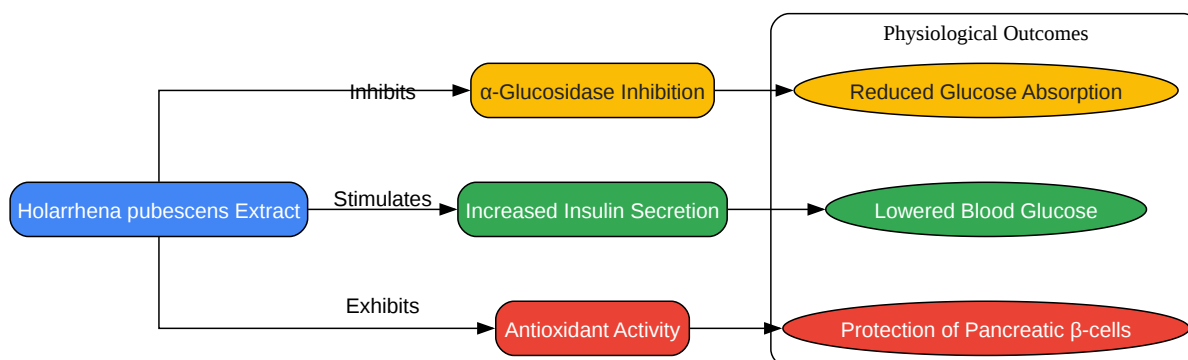 Physiological Outcomes
Inhibits
α-Glucosidase Inhibition
Reduced Glucose Absorption
Holarrhena pubescens Extract
Stimulates
Increased Insulin Secretion
Lowered Blood Glucose
Exhibits
Antioxidant Activity
Protection of Pancreatic β-cells